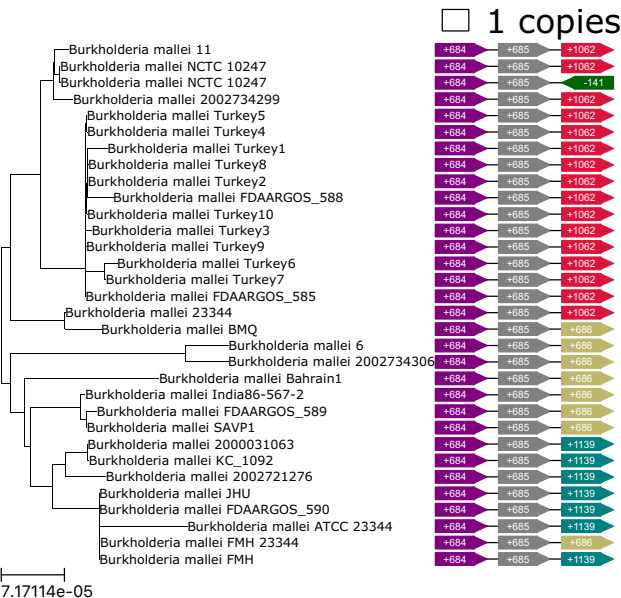 1 copies
Burkholderia mallei 11 +684 +685 +1062
Burkholderia mallei NCTC 10247 +684 +685 +1062
Burkholderia mallei NCTC 10247 +684 +685 -141
Burkholderia mallei 2002734299 +684 +685 +1062
Burkholderia mallei Turkey5 +684 +685 +1062
Burkholderia mallei Turkey4 +684 +685 +1062
Burkholderia mallei Turkey1 +684 +685 +1062
Burkholderia mallei Turkey8 +684 +685 +1062
Burkholderia mallei Turkey2 +684 +685 +1062
Burkholderia mallei FDAARGOS_588 +684 +685 +1062
Burkholderia mallei Turkey10 +684 +685 +1062
Burkholderia mallei Turkey3 +684 +685 +1062
Burkholderia mallei Turkey9 +684 +685 +1062
Burkholderia mallei Turkey6 +684 +685 +1062
Burkholderia mallei Turkey7 +684 +685 +1062
Burkholderia mallei FDAARGOS_585 +684 +685 +1062
Burkholderia mallei 23344 +684 +685 +1062
Burkholderia mallei BMQ +684 +685 +686
Burkholderia mallei 6 +684 +685 +686
Burkholderia mallei 2002734306 +684 +685 +686
Burkholderia mallei Bahrain1 +684 +685 +686
Burkholderia mallei India86-567-2 +684 +685 +686
Burkholderia mallei FDAARGOS_589 +684 +685 +686
Burkholderia mallei SAVP1 +684 +685 +686
Burkholderia mallei 2000031063 +684 +685 +1139
Burkholderia mallei KC_1092 +684 +685 +1139
Burkholderia mallei 2002721276 +684 +685 +1139
Burkholderia mallei JHU +684 +685 +1139
Burkholderia mallei FDAARGOS_590 +684 +685 +1139
Burkholderia mallei ATCC 23344 +684 +685 +1139
Burkholderia mallei FMH 23344 +684 +685 +686
Burkholderia mallei FMH +684 +685 +1139
7.17114e-05